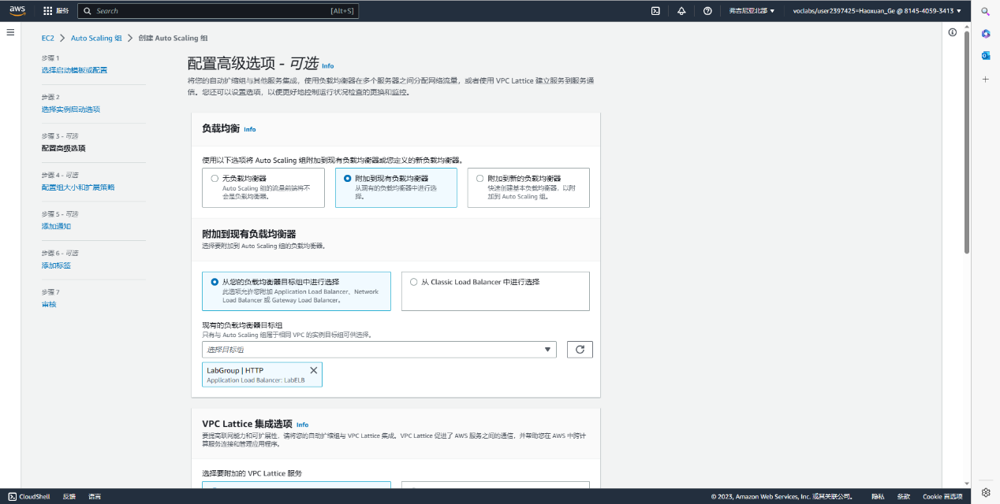 aws
服务
Search
[Alt+S]
弗吉尼亚北部
voclabs/user2397425=Haoxuan_Ge @ 8145-4059-3413
EC2 > Auto Scaling 组 > 创建 Auto Scaling 组
步骤 1
选择启动模板或配置
步骤 2
选择实例启动选项
步骤 3 - 可选
配置高级选项
步骤 4 - 可选
配置组大小和扩展策略
步骤 5 - 可选
添加通知
步骤 6 - 可选
添加标签
步骤 7
审核
配置高级选项 - 可选 Info
将您的自动扩缩组与其他服务集成，使用负载均衡器在多个服务器之间分配网络流量，或者使用 VPC Lattice 建立服务到服务通
信。您还可以设置选项，以便更好地控制运行状况检查的更换和监控。
负载均衡 Info
使用以下选项将 Auto Scaling 组附加到现有负载均衡器或您定义的新负载均衡器。
无负载均衡器
Auto Scaling 组的流量前端将不
会是负载均衡器。
附加到现有负载均衡器
从现有的负载均衡器中进行选
择。
附加到新的负载均衡器
快速创建基本负载均衡器，以附
加到 Auto Scaling 组。
附加到现有负载均衡器
选择要附加到 Auto Scaling 组的负载均衡器。
从您的负载均衡器目标组中进行选择
此选项允许您附加 Application Load Balancer、Network
Load Balancer 或 Gateway Load Balancer。
从 Classic Load Balancer 中进行选择
现有的负载均衡器目标组
只有与 Auto Scaling 组属于相同 VPC 的实例目标组可供选择。
选择目标组
LabGroup | HTTP
Application Load Balancer: LabELB
VPC Lattice 集成选项 Info
要提高联网能力和可扩展性，请将您的自动扩缩组与 VPC Lattice 集成。VPC Lattice 促进了 AWS 服务之间的通信，并帮助您在 AWS 中跨计
算服务连接和管理应用程序。
选择要附加的 VPC Lattice 服务
CloudShell
反馈
语言
© 2023, Amazon Web Services, Inc. 或其关联公司。
隐私
条款
Cookie 首选项